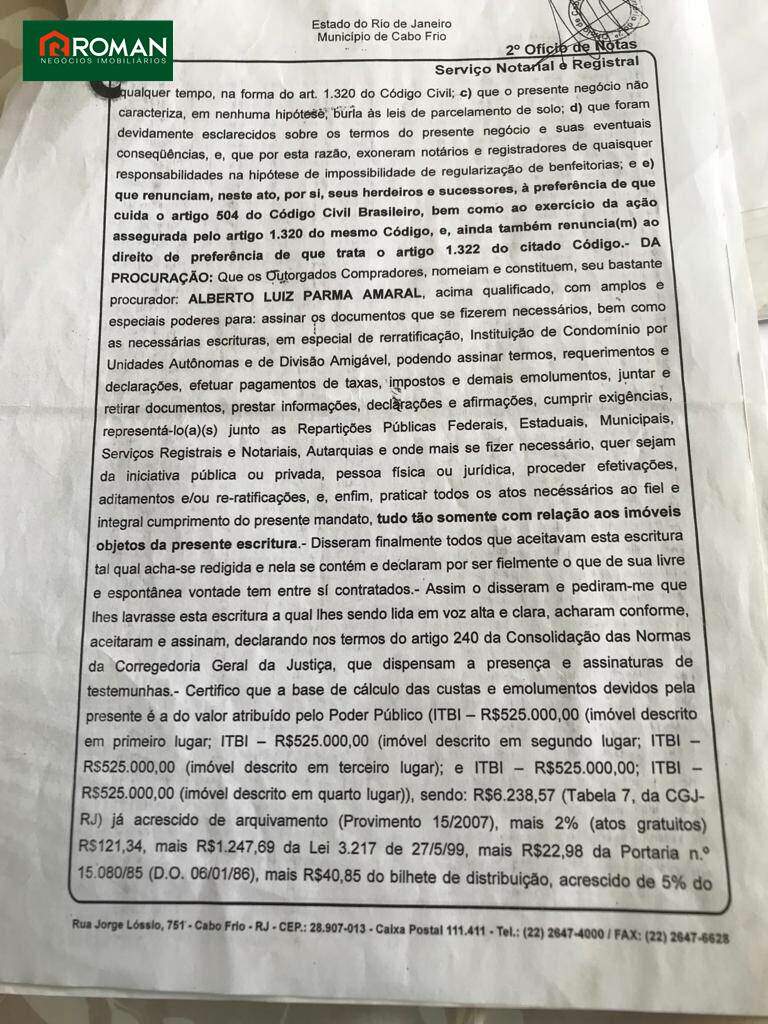 ROMAN
NEGÓCIOS IMOBILIÁRIOS
Estado do Rio de Janeiro
Município de Cabo Frio
2º Ofício de Notas
Serviço Notarial e Registral
qualquer tempo, na forma do art. 1.320 do Código Civil; c) que o presente negócio não
caracteriza, em nenhuma hipótese, burla às leis de parcelamento de solo; d) que foram
devidamente esclarecidos sobre os termos do presente negócio e suas eventuais
conseqüências, e, que por esta razão, exoneram notários e registradores de quaisquer
responsabilidades na hipótese de impossibilidade de regularização de benfeitorias; e e)
que renunciam, neste ato, por si, seus herdeiros e sucessores, à preferência de que
cuida o artigo 504 do Código Civil Brasileiro, bem como ao exercício da ação
assegurada pelo artigo 1.320 do mesmo Código, e, ainda também renuncia(m) ao
direito de preferência de que trata o artigo 1.322 do citado Código.- DA
PROCURAÇÃO: Que os Outorgados Compradores, nomeiam e constituem, seu bastante
procurador: ALBERTO LUIZ PARMA AMARAL, acima qualificado, com amplos e
especiais poderes para: assinar os documentos que se fizerem necessários, bem como
as necessárias escrituras, em especial de rerratificação, Instituição de Condomínio por
Unidades Autônomas e de Divisão Amigável, podendo assinar termos, requerimentos e
declarações, efetuar pagamentos de taxas, impostos e demais emolumentos, juntar e
retirar documentos, prestar informações, declarações e afirmações, cumprir exigências,
representá-lo(a)(s) junto as Repartições Públicas Federais, Estaduais, Municipais,
Serviços Registrais e Notariais, Autarquias e onde mais se fizer necessário, quer sejam
da iniciativa pública ou privada, pessoa física ou jurídica, proceder efetivações,
aditamentos e/ou re-ratificações, e, enfim, praticar todos os atos necéssários ao fiel e
integral cumprimento do presente mandato, tudo tão somente com relação aos imóveis
objetos da presente escritura.- Disseram finalmente todos que aceitavam esta escritura
tal qual acha-se redigida e nela se contém e declaram por ser fielmente o que de sua livre
e espontânea vontade tem entre sí contratados.- Assim o disseram e pediram-me que
lhes lavrasse esta escritura a qual lhes sendo lida em voz alta e clara, acharam conforme,
aceitaram e assinam, declarando nos termos do artigo 240 da Consolidação das Normas
da Corregedoria Geral da Justiça, que dispensam a presença e assinaturas de
testemunhas.- Certifico que a base de cálculo das custas e emolumentos devidos pela
presente é a do valor atribuído pelo Poder Público (ITBI – R$525.000,00 (imóvel descrito
em primeiro lugar; ITBI – R$525.000,00 (imóvel descrito em segundo lugar; ITBI –
R$525.000,00 (imóvel descrito em terceiro lugar); e ITBI – R$525.000,00; ITBI –
R$525.000,00 (imóvel descrito em quarto lugar)), sendo: R$6.238,57 (Tabela 7, da CGJ-
RJ) já acrescido de arquivamento (Provimento 15/2007), mais 2% (atos gratuitos)
R$121,34, mais R$1.247,69 da Lei 3.217 de 27/5/99, mais R$22,98 da Portaria n.º
15.080/85 (D.O. 06/01/86), mais R$40,85 do bilhete de distribuição, acrescido de 5% do
Rua Jorge Lóssio, 751 - Cabo Frio - RJ - CEP.: 28.907-013 - Caixa Postal 111.411 - Tel.: (22) 2647-4000 / FAX: (22) 2647-6628